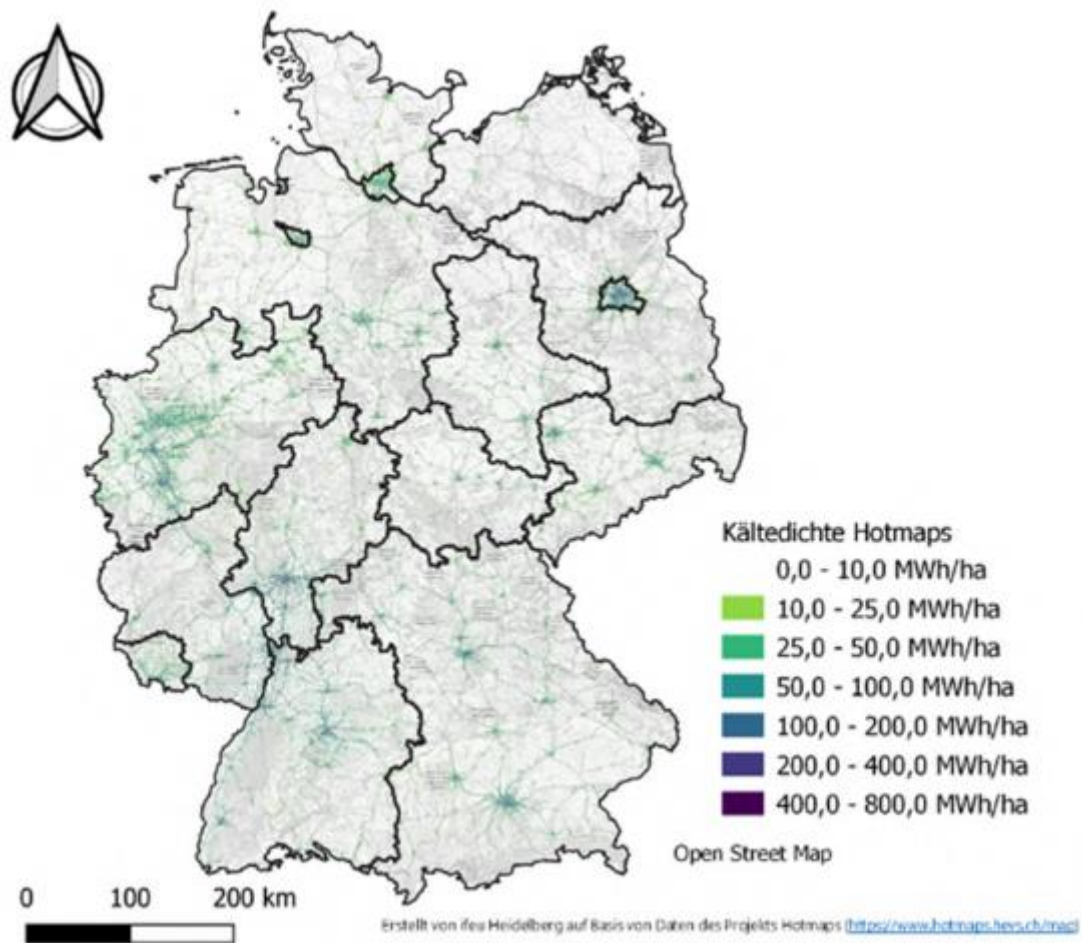 Kältedichte Hotmaps
0,0 - 10,0 MWh/ha
10,0 - 25,0 MWh/ha
25,0 - 50,0 MWh/ha
50,0 - 100,0 MWh/ha
100,0 - 200,0 MWh/ha
200,0 - 400,0 MWh/ha
400,0 - 800,0 MWh/ha
Open Street Map
0 100 200 km
Erstellt von ifeu Heidelberg auf Basis von Daten des Projekts Hotmaps (https://www.hotmaps.hevs.ch/map)